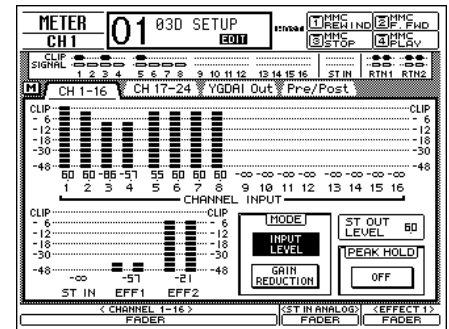 METER
CH1
01
03D SETUP
EDIT
1 MMC REWIND
2 MMC F. FWD
3 MMC STOP
4 MMC PLAY
CLIP
SIGNAL
1 2 3 4 5 6 7 8 9 10 11 12 13 14 15 16 ST IN RTN1 RTN2
M CH 1-16 CH 17-24 YGDAI Out Pre/Post
CLIP CLIP
- 6 - 6
-12 -12
-18 -18
-30 -30
-48 -48
60 60 -86 -57 55 60 60 60 -∞ -∞ -∞ -∞ -∞ -∞ -∞ -∞
1 2 3 4 5 6 7 8 9 10 11 12 13 14 15 16
CHANNEL INPUT
CLIP CLIP
- 6 - 6
-12 -12
-18 -18
-30 -30
-48 -48
-∞ -57 -21
ST IN EFF1 EFF2
MODE
INPUT LEVEL
GAIN REDUCTION
ST OUT LEVEL 60
PEAK HOLD
OFF
< CHANNEL 1-16 > <ST IN ANALOG> <EFFECT 1>
FADER FADER FADER